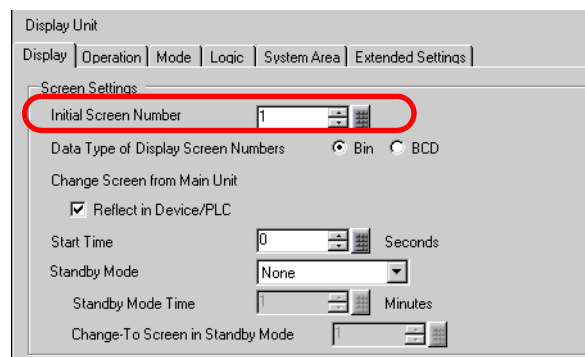 Display Unit
Display Operation Mode Logic System Area Extended Settings
Screen Settings
Initial Screen Number 1
Data Type of Display Screen Numbers Bin BCD
Change Screen from Main Unit
Reflect in Device/PLC
Start Time 0 Seconds
Standby Mode None
Standby Mode Time 1 Minutes
Change-To Screen in Standby Mode 1